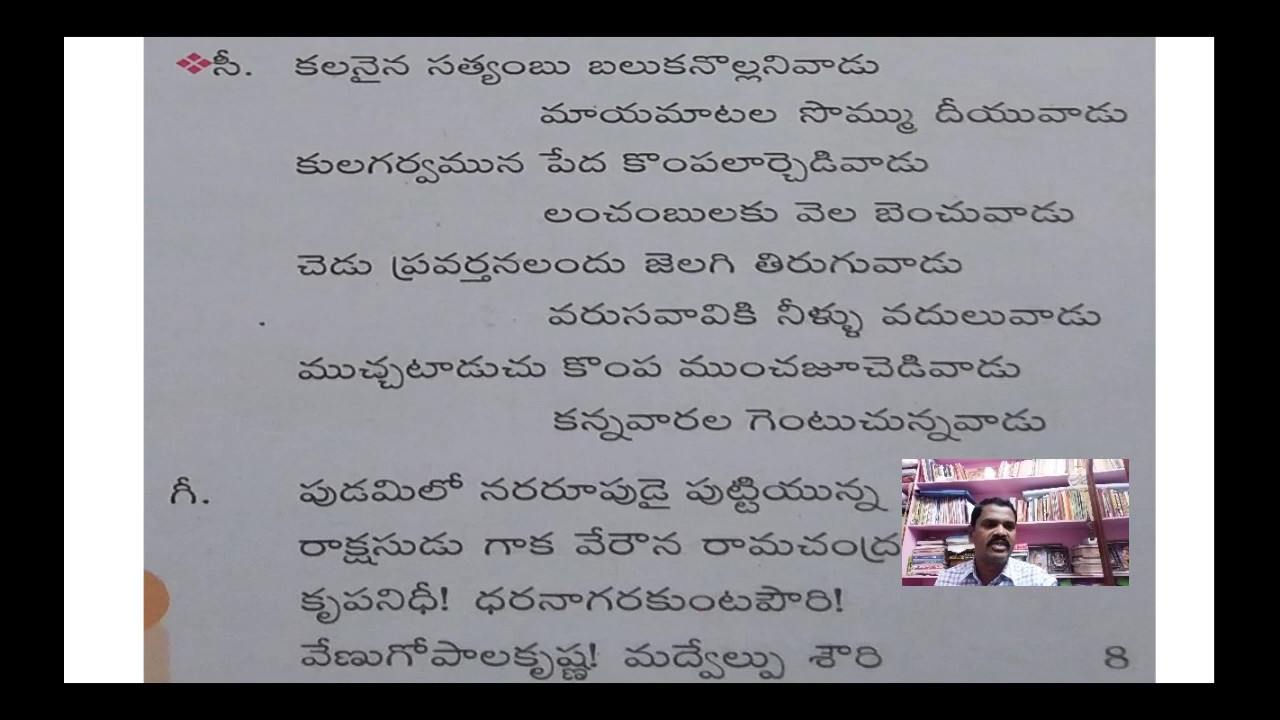 ❖సీ. కలనైన సత్యంబు బలుకనొల్లనివాడు
మాయమాటల సొమ్ము దీయువాడు
కులగర్వమున పేద కొంపలార్చెడివాడు
లంచంబులకు వెల బెంచువాడు
చెడు ప్రవర్తనలందు జెలగి తిరుగువాడు
వరుసవావికి నీళ్ళు వదులువాడు
ముచ్చటాడుచు కొంప ముంచజూచెడివాడు
కన్నవారల గెంటుచున్నవాడు
గీ. పుడమిలో నరరూపుడై పుట్టియున్న
రాక్షసుడు గాక వేరౌన రామచంద్ర
కృపనిధీ! ధరనాగరకుంటపౌరి!
వేణుగోపాలకృష్ణ! మద్వేల్పు శౌరి 8